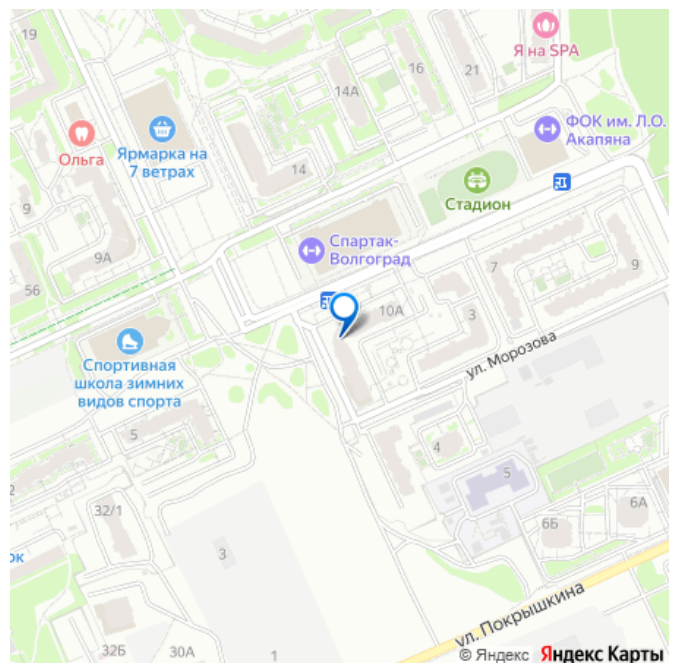 19
Я на SPA
16
21
14А
Ольга
Ярмарка на
7 ветрах
ФОК им. Л.О.
Акапяна
14
Стадион
9
9А
Спартак-
Волгоград
7
9
56
10А
3
Спортивная
школа зимних
видов спорта
ул. Морозова
5
4
2
5
32/1
6Б
6А
ок
3
ул. Покрышкина
32Б
30А
1
© Яндекс Яндекс Карты